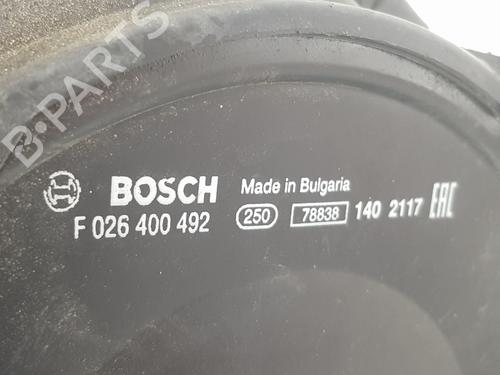 B-PARTS
BOSCH Made in Bulgaria
F 026 400 492 250 78838 140 2117 EAC